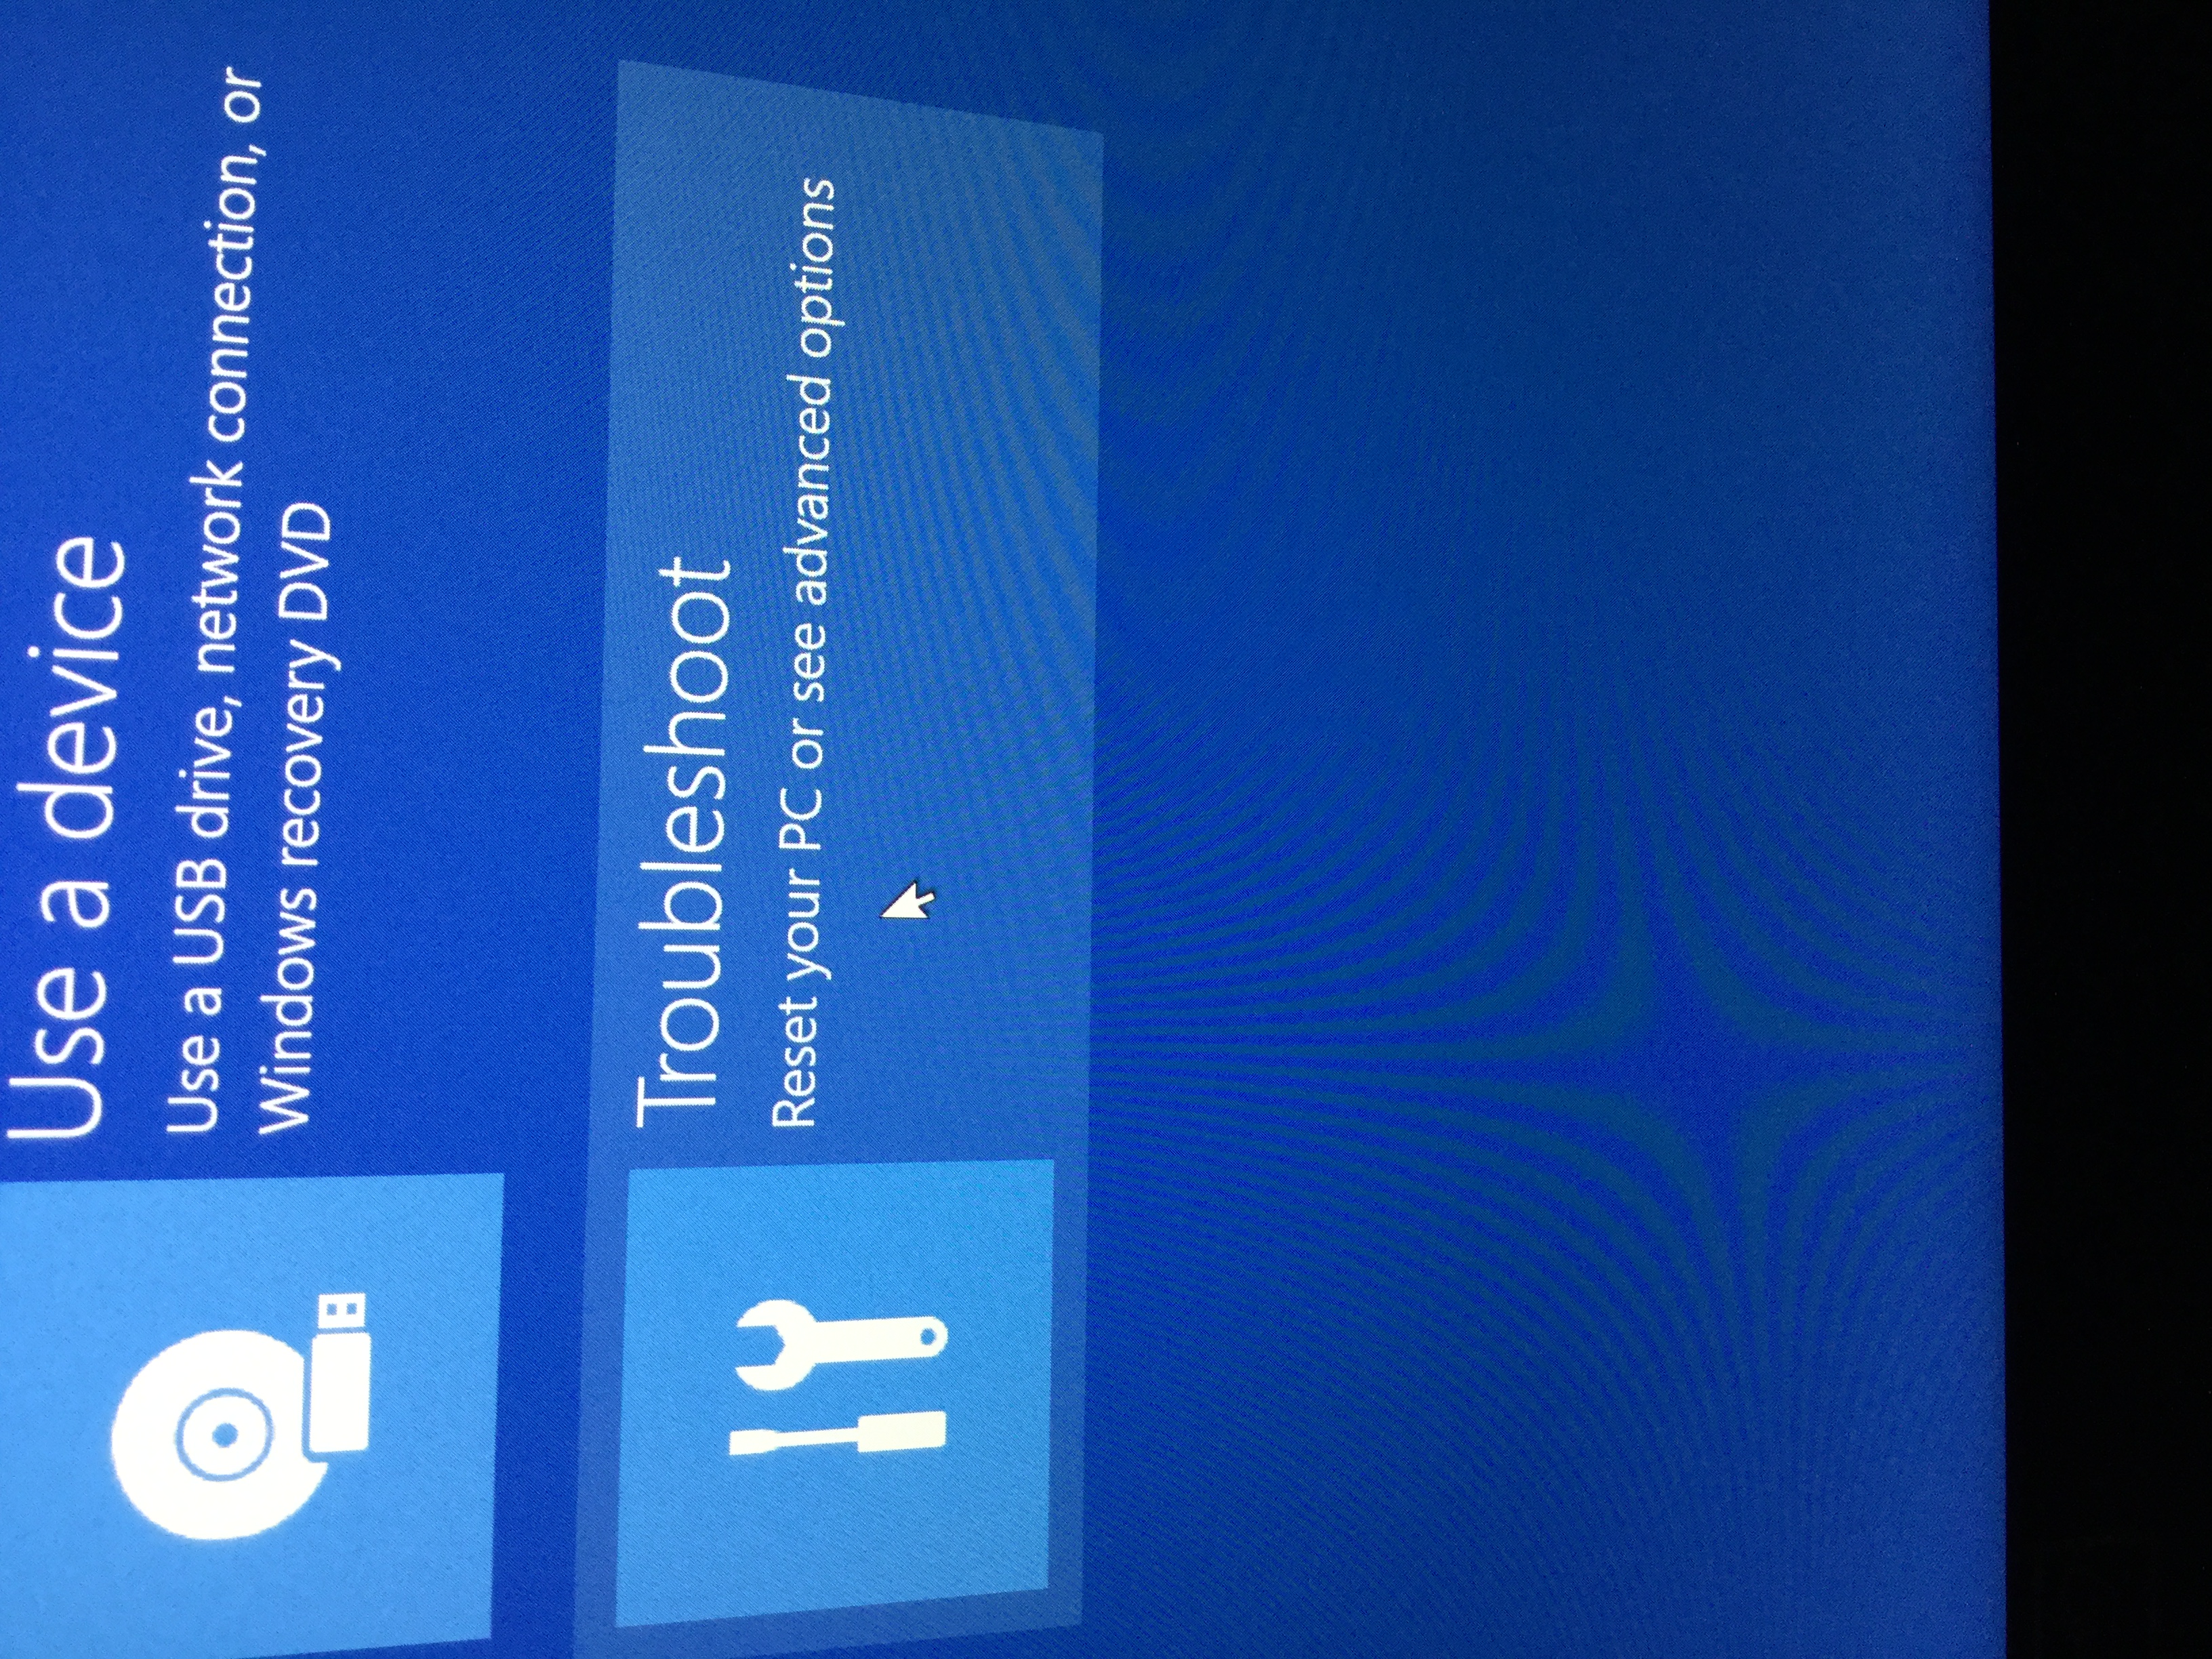 Use a device
Use a USB drive, network connection, or
Windows recovery DVD
Troubleshoot
Reset your PC or see advanced options